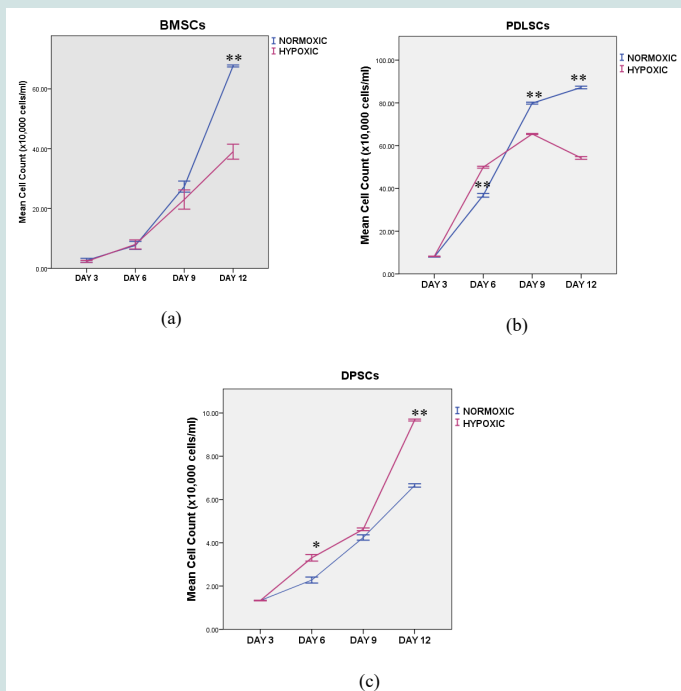 BMSCs
NORMOXIC
HYPOXIC
**
Mean Cell Count (x10,000 cells/ml)
60.00
40.00
20.00
0.00
DAY 3 DAY 6 DAY 9 DAY 12
(a)
PDLSCs
NORMOXIC
HYPOXIC
** ** **
Mean Cell Count (x10,000 cells/ml)
100.00
80.00
60.00
40.00
20.00
0.00
DAY 3 DAY 6 DAY 9 DAY 12
(b)
DPSCs
NORMOXIC
HYPOXIC
* **
Mean Cell Count (x10,000 cells/ml)
10.00
8.00
6.00
4.00
2.00
0.00
DAY 3 DAY 6 DAY 9 DAY 12
(c)